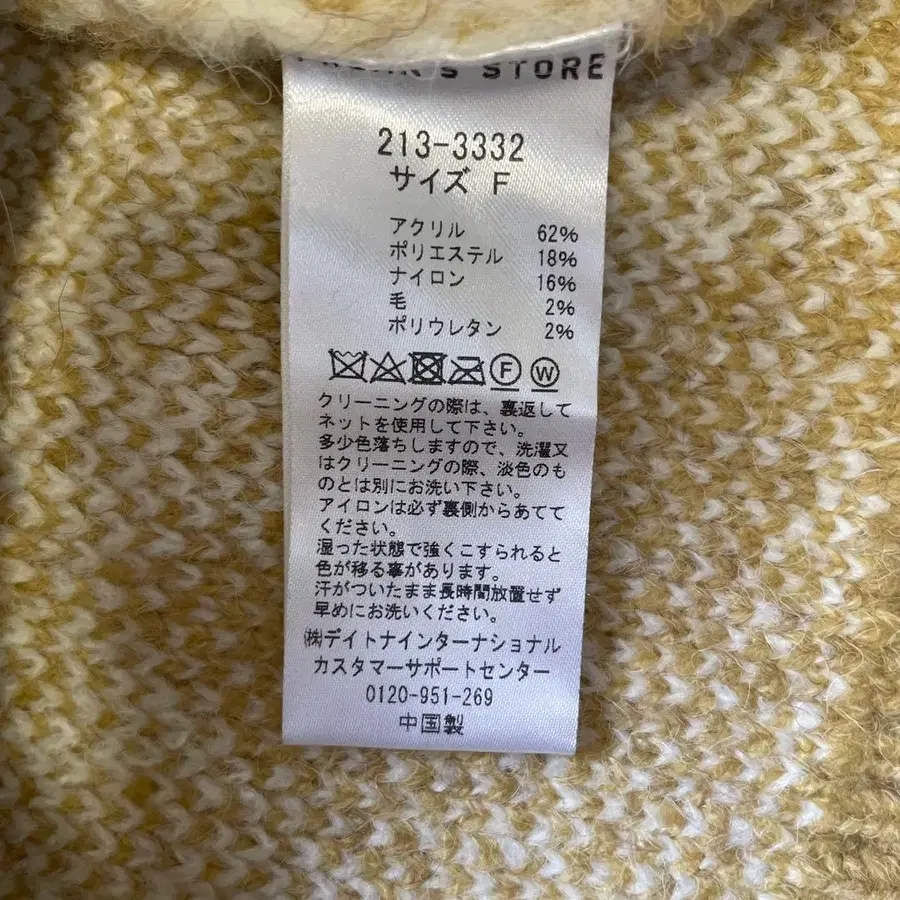 STORE
213-3332
サイズ F
アクリル 62%
ポリエステル 18%
ナイロン 16%
毛 2%
ポリウレタン 2%
F W
クリーニングの際は、裏返して
ネットを使用して下さい。
多少色落ちしますので、洗濯又
はクリーニングの際、淡色のも
のとは別にお洗い下さい。
アイロンは必ず裏側からあてて
ください。
湿った状態で強くこすられると
色が移る事があります。
汗がついたまま長時間放置せず
早めにお洗いください。
㈱デイトナインターナショナル
カスタマーサポートセンター
0120-951-269
中国製